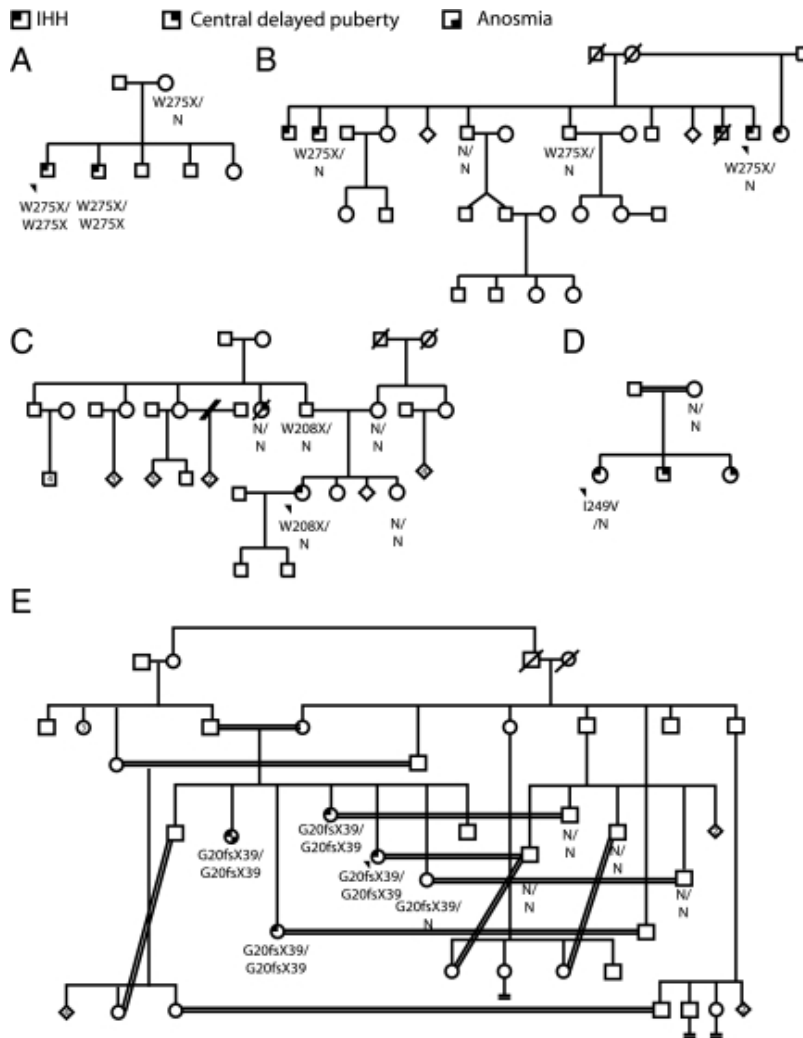 IHH Central delayed puberty Anosmia
A
B
W275X/
N
W275X/
N
N/
N
W275X/
N
W275X/
N
W275X/ W275X/
W275X W275X
C
D
N/
N
W208X/
N
N/
N
N/
N
W208X/
N
N/
N
I249V
/N
E
G20fsX39/
G20fsX39
G20fsX39/
G20fsX39
G20fsX39/
G20fsX39
G20fsX39/
N
G20fsX39/
G20fsX39
N/
N
N/
N
N/
N
N/
N